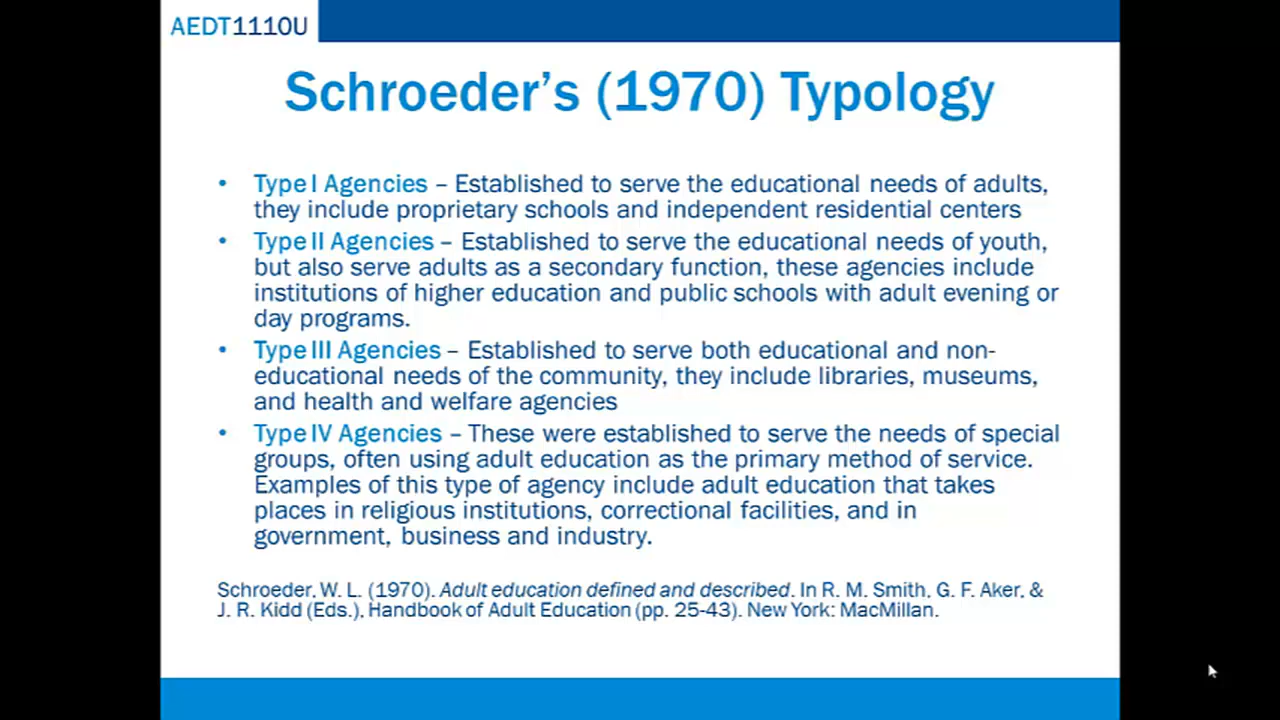 AEDT1110U
Schroeder's (1970) Typology
• Type I Agencies – Established to serve the educational needs of adults,
they include proprietary schools and independent residential centers
• Type II Agencies – Established to serve the educational needs of youth,
but also serve adults as a secondary function, these agencies include
institutions of higher education and public schools with adult evening or
day programs.
• Type III Agencies – Established to serve both educational and non-
educational needs of the community, they include libraries, museums,
and health and welfare agencies
• Type IV Agencies – These were established to serve the needs of special
groups, often using adult education as the primary method of service.
Examples of this type of agency include adult education that takes
places in religious institutions, correctional facilities, and in
government, business and industry.
Schroeder, W. L. (1970). Adult education defined and described. In R. M. Smith, G. F. Aker, &
J. R. Kidd (Eds.), Handbook of Adult Education (pp. 25-43). New York: MacMillan.